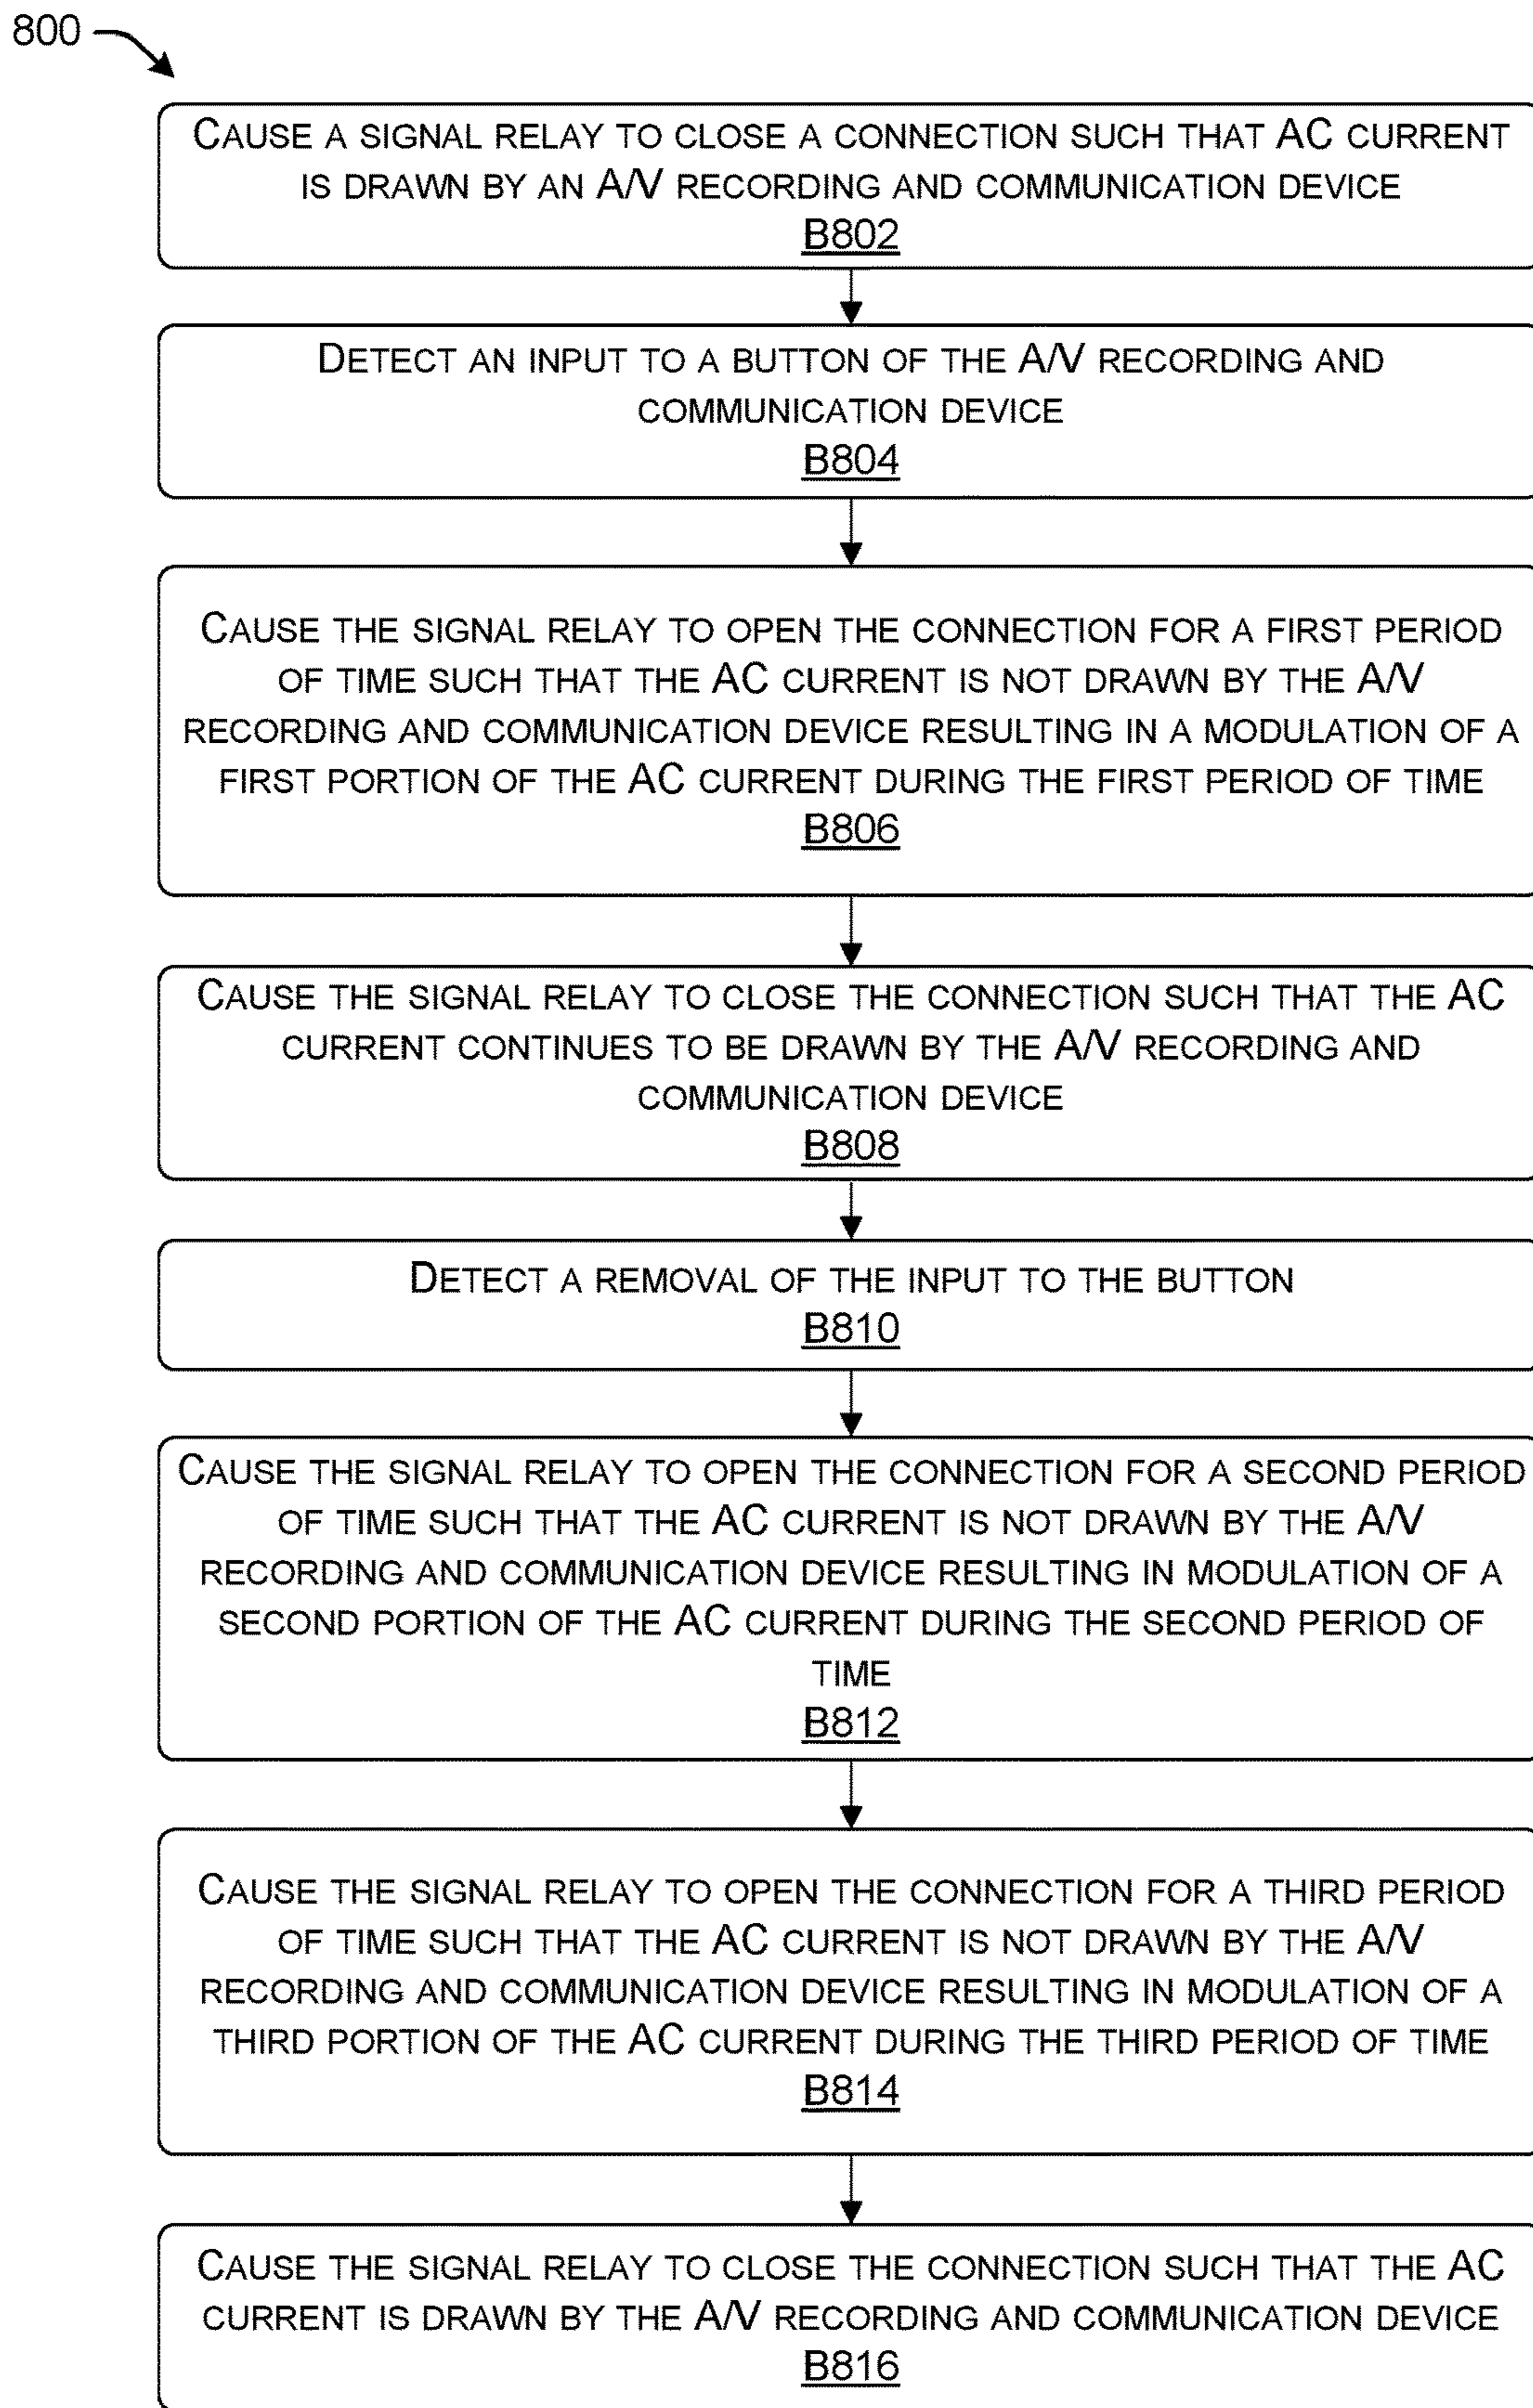 800
CAUSE A SIGNAL RELAY TO CLOSE A CONNECTION SUCH THAT AC CURRENT
IS DRAWN BY AN A/V RECORDING AND COMMUNICATION DEVICE
B802
DETECT AN INPUT TO A BUTTON OF THE A/V RECORDING AND
COMMUNICATION DEVICE
B804
CAUSE THE SIGNAL RELAY TO OPEN THE CONNECTION FOR A FIRST PERIOD
OF TIME SUCH THAT THE AC CURRENT IS NOT DRAWN BY THE A/V
RECORDING AND COMMUNICATION DEVICE RESULTING IN A MODULATION OF A
FIRST PORTION OF THE AC CURRENT DURING THE FIRST PERIOD OF TIME
B806
CAUSE THE SIGNAL RELAY TO CLOSE THE CONNECTION SUCH THAT THE AC
CURRENT CONTINUES TO BE DRAWN BY THE A/V RECORDING AND
COMMUNICATION DEVICE
B808
DETECT A REMOVAL OF THE INPUT TO THE BUTTON
B810
CAUSE THE SIGNAL RELAY TO OPEN THE CONNECTION FOR A SECOND PERIOD
OF TIME SUCH THAT THE AC CURRENT IS NOT DRAWN BY THE A/V
RECORDING AND COMMUNICATION DEVICE RESULTING IN MODULATION OF A
SECOND PORTION OF THE AC CURRENT DURING THE SECOND PERIOD OF
TIME
B812
CAUSE THE SIGNAL RELAY TO OPEN THE CONNECTION FOR A THIRD PERIOD
OF TIME SUCH THAT THE AC CURRENT IS NOT DRAWN BY THE A/V
RECORDING AND COMMUNICATION DEVICE RESULTING IN MODULATION OF A
THIRD PORTION OF THE AC CURRENT DURING THE THIRD PERIOD OF TIME
B814
CAUSE THE SIGNAL RELAY TO CLOSE THE CONNECTION SUCH THAT THE AC
CURRENT IS DRAWN BY THE A/V RECORDING AND COMMUNICATION DEVICE
B816